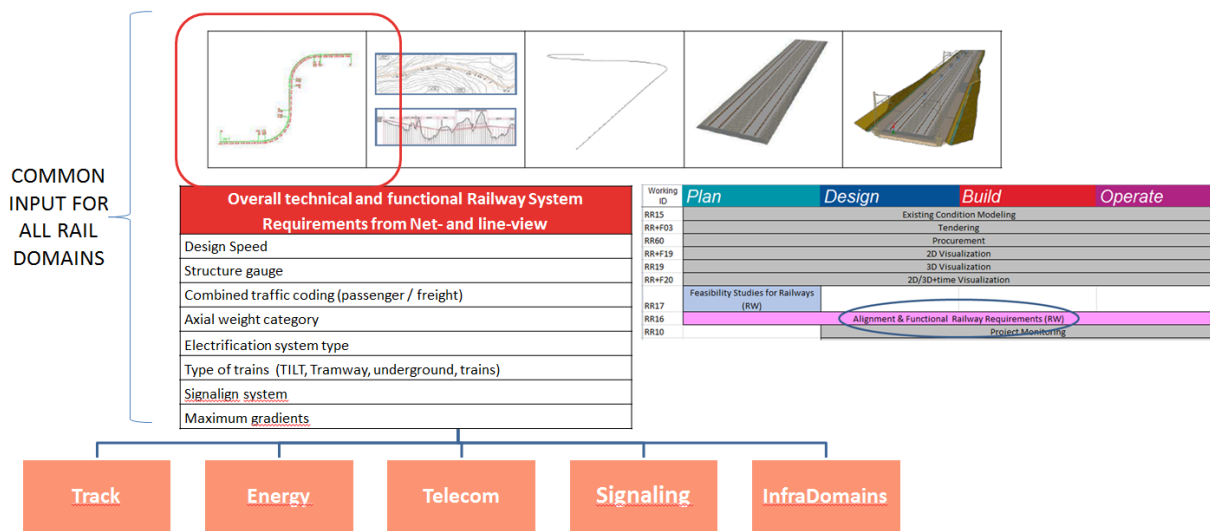 COMMON
INPUT FOR
ALL RAIL
DOMAINS
Overall technical and functional Railway System
Requirements from Net- and line-view
Design Speed
Structure gauge
Combined traffic coding (passenger / freight)
Axial weight category
Electrification system type
Type of trains (TILT, Tramway, underground, trains)
Signalign system
Maximum gradients
Working
ID
Plan
Design
Build
Operate
RR15
Existing Condition Modeling
RR+F03
Tendering
RR60
Procurement
RR+F19
2D Visualization
RR19
3D Visualization
RR+F20
2D/3D+time Visualization
RR17
Feasibility Studies for Railways
(RW)
RR16
Alignment & Functional Railway Requirements (RW)
RR10
Project Monitoring
Track
Energy
Telecom
Signaling
InfraDomains